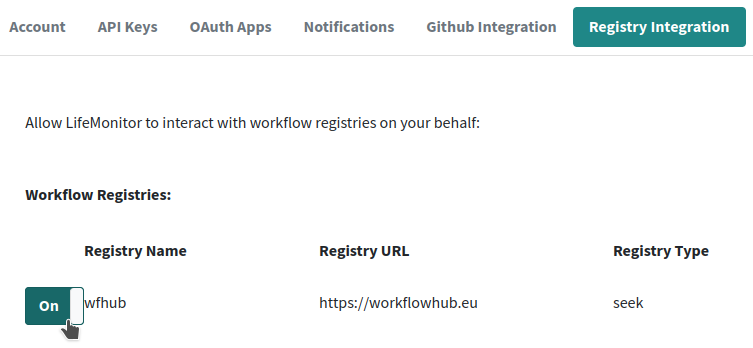 Account API Keys OAuth Apps Notifications Github Integration Registry Integration
Allow LifeMonitor to interact with workflow registries on your behalf:
Workflow Registries:
Registry Name Registry URL Registry Type
On wfhub https://workflowhub.eu seek